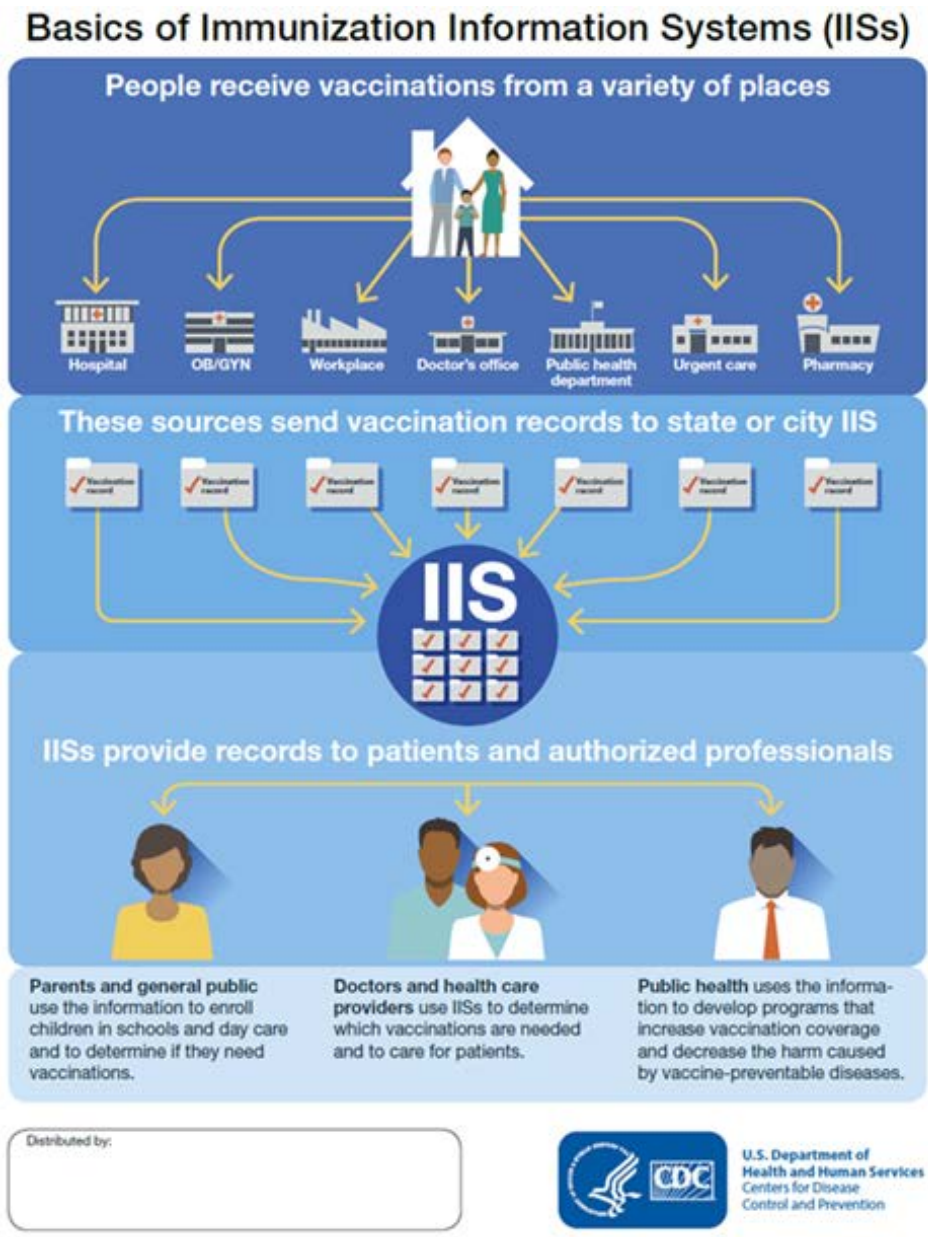 Basics of Immunization Information Systems (IISs)
People receive vaccinations from a variety of places
Hospital
OB/GYN
Workplace
Doctor's office
Public health
department
Urgent care
Pharmacy
These sources send vaccination records to state or city IIS
Vaccination
record
Vaccination
record
Vaccination
record
Vaccination
record
Vaccination
record
Vaccination
record
Vaccination
record
IIS
IISs provide records to patients and authorized professionals
Parents and general public
use the information to enroll
children in schools and day care
and to determine if they need
vaccinations.
Doctors and health care
providers use IISs to determine
which vaccinations are needed
and to care for patients.
Public health uses the informa-
tion to develop programs that
increase vaccination coverage
and decrease the harm caused
by vaccine-preventable diseases.
Distributed by:
CDC
U.S. Department of
Health and Human Services
Centers for Disease
Control and Prevention